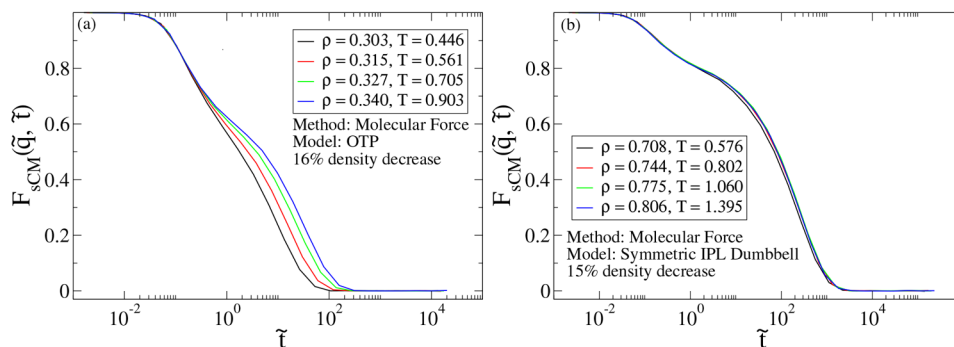 (a)
ρ = 0.303, T = 0.446
ρ = 0.315, T = 0.561
ρ = 0.327, T = 0.705
ρ = 0.340, T = 0.903
Method: Molecular Force
Model: OTP
16% density decrease
F_sCM(q̃, t̃)
0.8
0.6
0.4
0.2
0
10^-2
10^0
10^2
10^4
t̃
(b)
ρ = 0.708, T = 0.576
ρ = 0.744, T = 0.802
ρ = 0.775, T = 1.060
ρ = 0.806, T = 1.395
Method: Molecular Force
Model: Symmetric IPL Dumbbell
15% density decrease
F_sCM(q̃, t̃)
0.8
0.6
0.4
0.2
0
10^-2
10^0
10^2
10^4
t̃